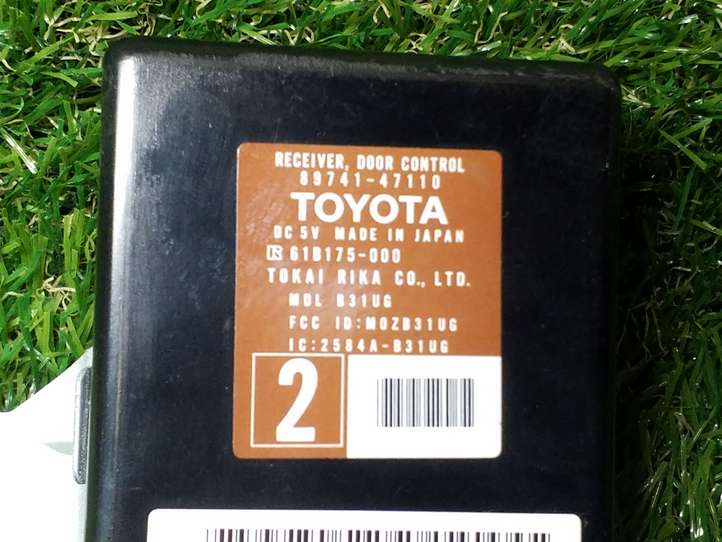 RECEIVER, DOOR CONTROL
89741-47110
TOYOTA
DC 5V MADE IN JAPAN
61B175-000
TOKAI RIKA CO., LTD.
MDL B31UG
FCC ID:MOZB31UG
IC:2584A-B31UG
2